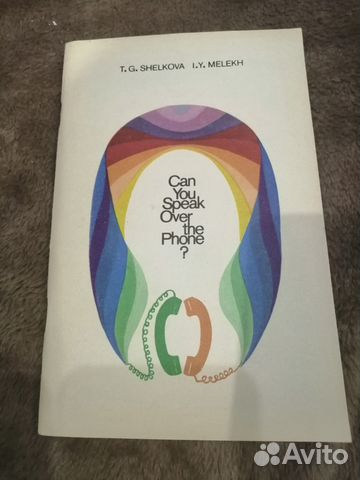 T. G. SHELKOVA I.Y. MELEKH
Can
You
Speak
Over
the
Phone
?
Avito